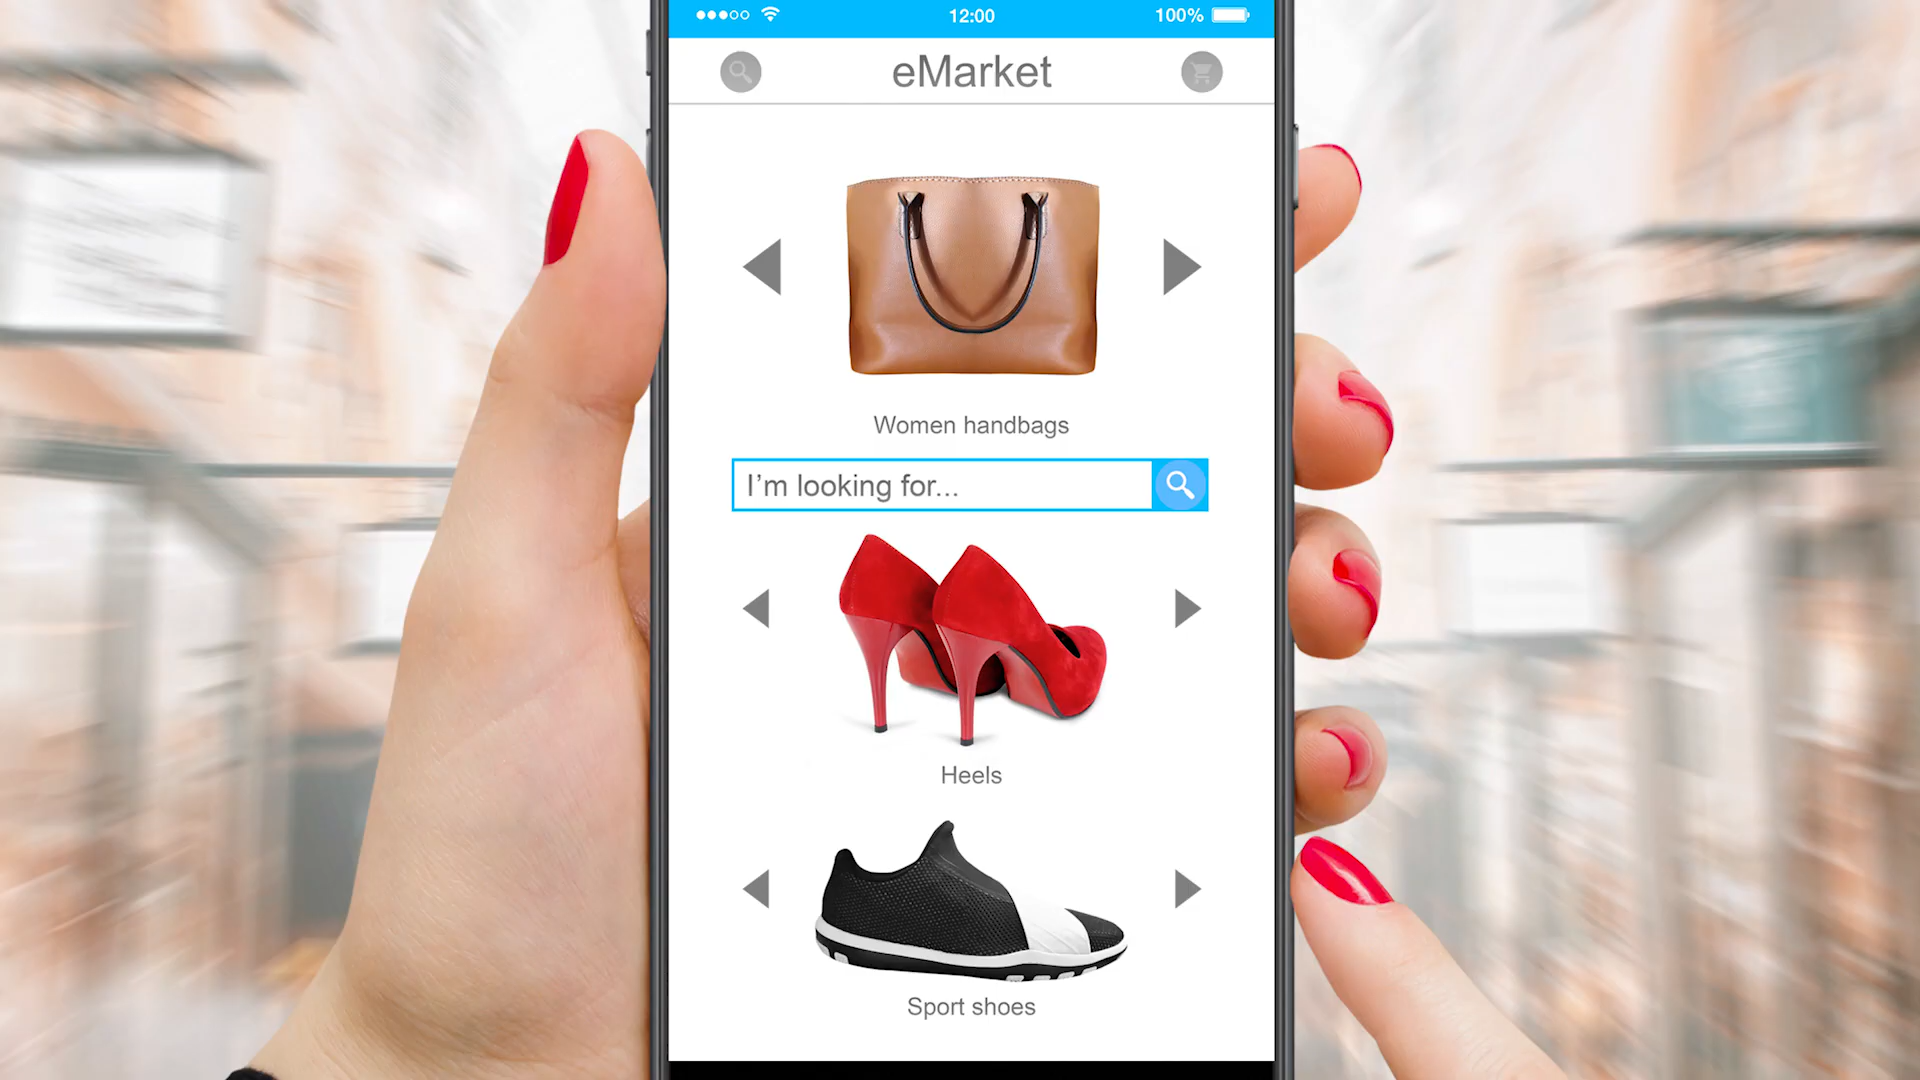 12:00
100%
eMarket
Women handbags
I'm looking for...
Heels
Sport shoes